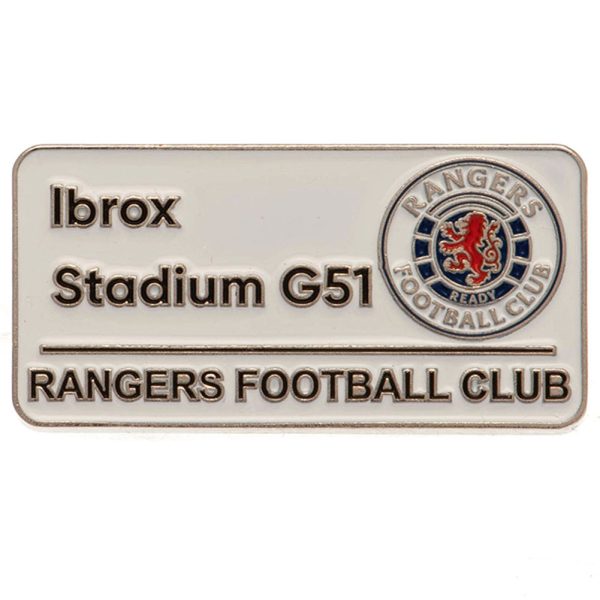 Ibrox
Stadium G51
RANGERS
READY
FOOTBALL CLUB
RANGERS FOOTBALL CLUB